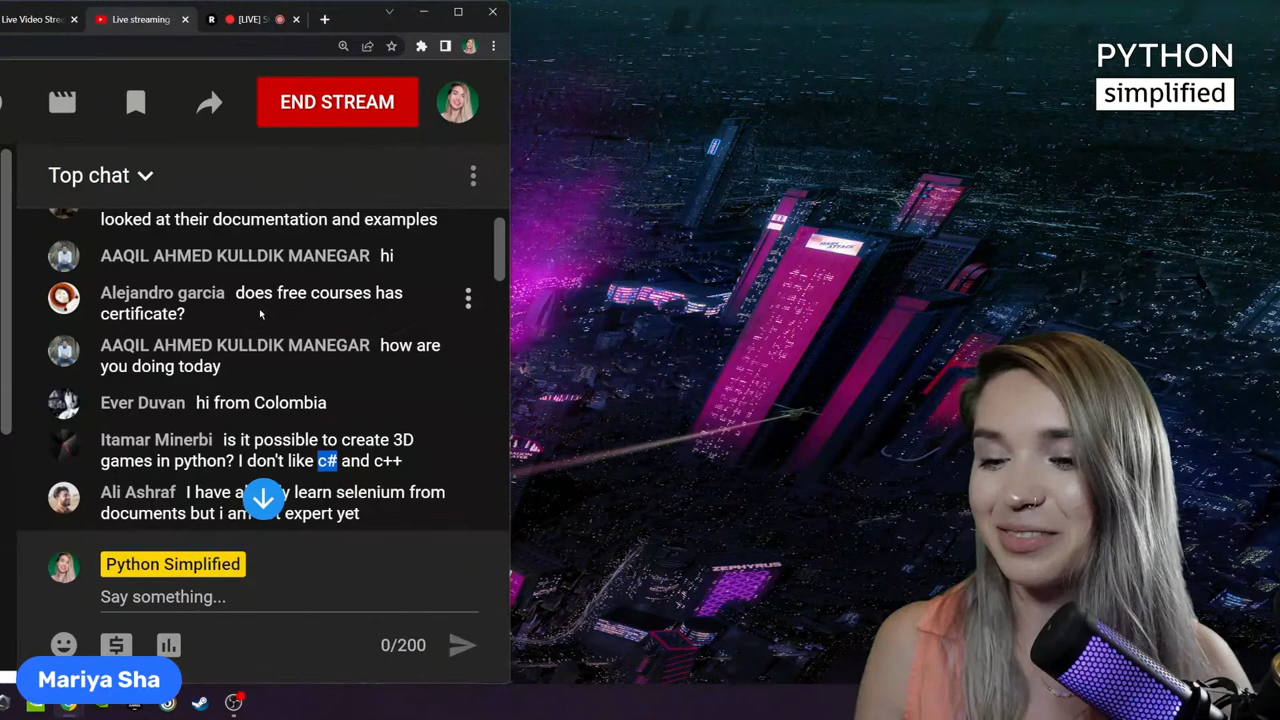 Live Video Stre
Live streaming
[LIVE] S
PYTHON
simplified
END STREAM
Top chat
looked at their documentation and examples
AAQIL AHMED KULLDIK MANEGAR hi
Alejandro garcia does free courses has
certificate?
AAQIL AHMED KULLDIK MANEGAR how are
you doing today
Ever Duvan hi from Colombia
Itamar Minerbi is it possible to create 3D
games in python? I don't like c# and c++
Ali Ashraf I have a y learn selenium from
documents but i am t expert yet
Python Simplified
Say something...
0/200
Mariya Sha
ZEPHYRUS